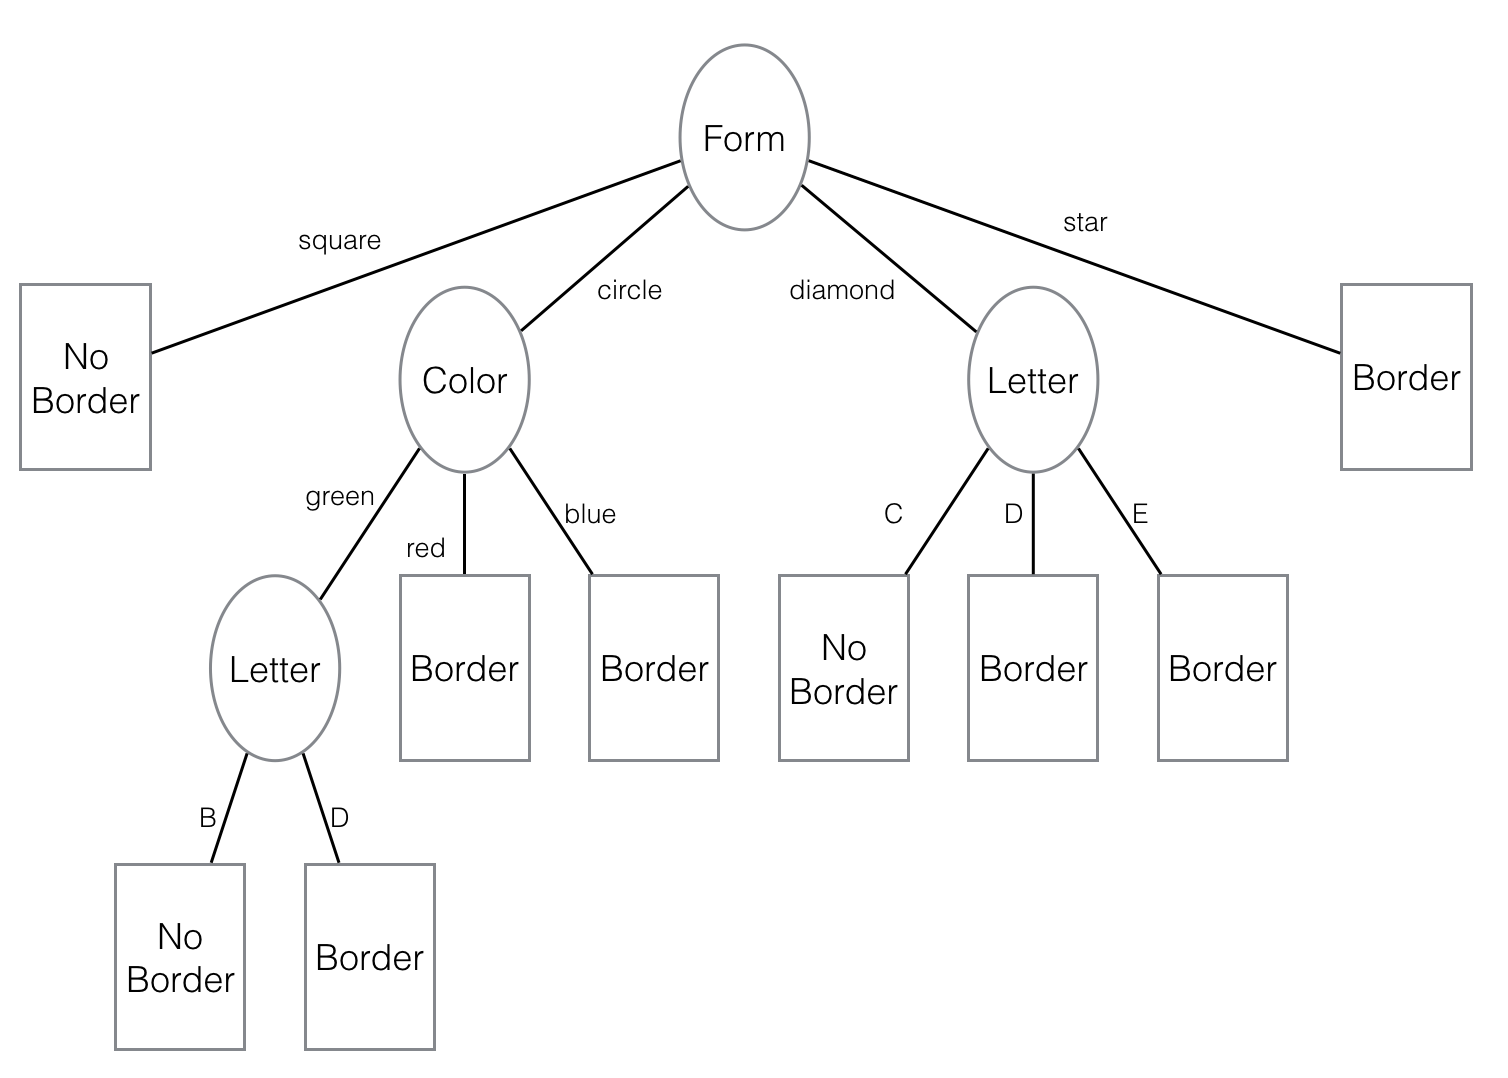 Form
square
circle
diamond
star
No
Border
Color
Letter
Border
green
red
blue
C
D
E
Letter
Border
Border
No
Border
Border
Border
B
D
No
Border
Border